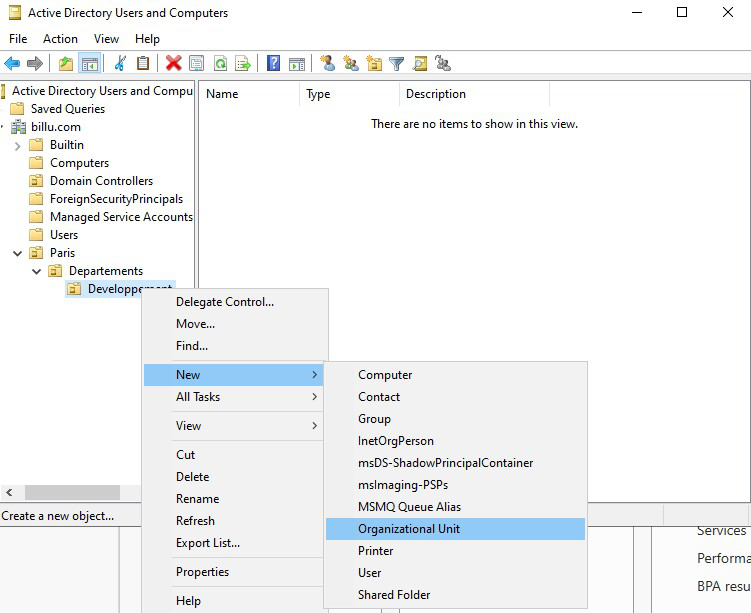 Active Directory Users and Computers
File Action View Help
Active Directory Users and Compu
Name Type Description
There are no items to show in this view.
Saved Queries
billu.com
Builtin
Computers
Domain Controllers
ForeignSecurityPrincipals
Managed Service Accounts
Users
Paris
Departements
Developpement
Delegate Control...
Move...
Find...
New
All Tasks
View
Cut
Delete
Rename
Refresh
Export List...
Properties
Help
Computer
Contact
Group
InetOrgPerson
msDS-ShadowPrincipalContainer
msImaging-PSPs
MSMQ Queue Alias
Organizational Unit
Printer
User
Shared Folder
Create a new object...
Services
Performa
BPA resu